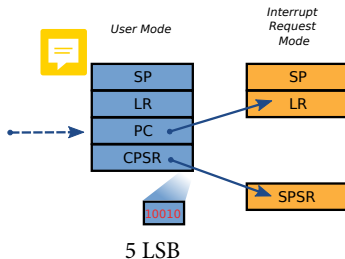 User Mode
Interrupt
Request
Mode
SP
LR
PC
CPSR
SP
LR
SPSR
10010
5 LSB